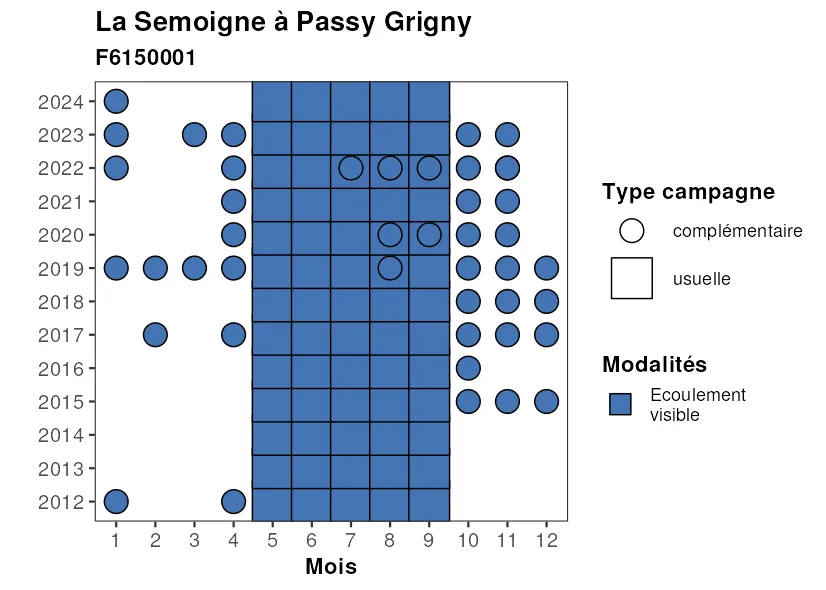 La Semoigne à Passy Grigny
F6150001
2024
2023
2022
2021
2020
2019
2018
2017
2016
2015
2014
2013
2012
1 2 3 4 5 6 7 8 9 10 11 12
Mois
Type campagne
complémentaire
usuelle
Modalités
Ecoulement
visible